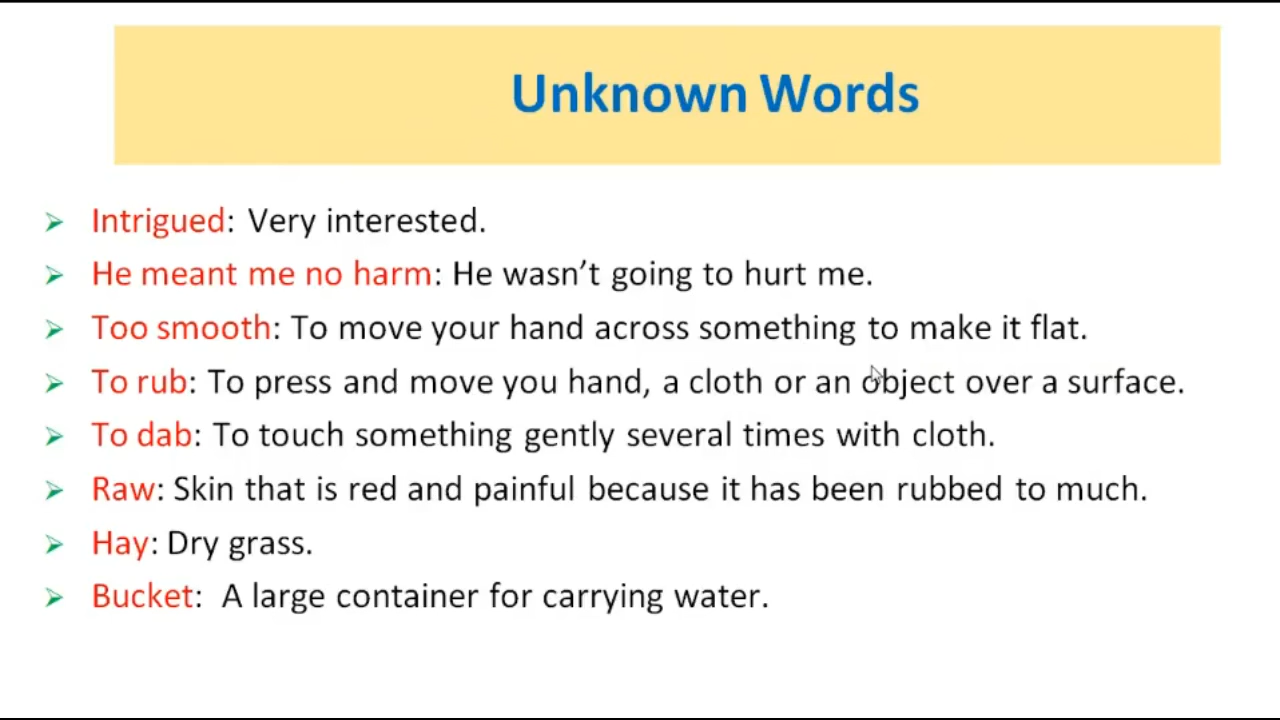 Unknown Words
Intrigued: Very interested.
He meant me no harm: He wasn't going to hurt me.
Too smooth: To move your hand across something to make it flat.
To rub: To press and move you hand, a cloth or an object over a surface.
To dab: To touch something gently several times with cloth.
Raw: Skin that is red and painful because it has been rubbed to much.
Hay: Dry grass.
Bucket: A large container for carrying water.